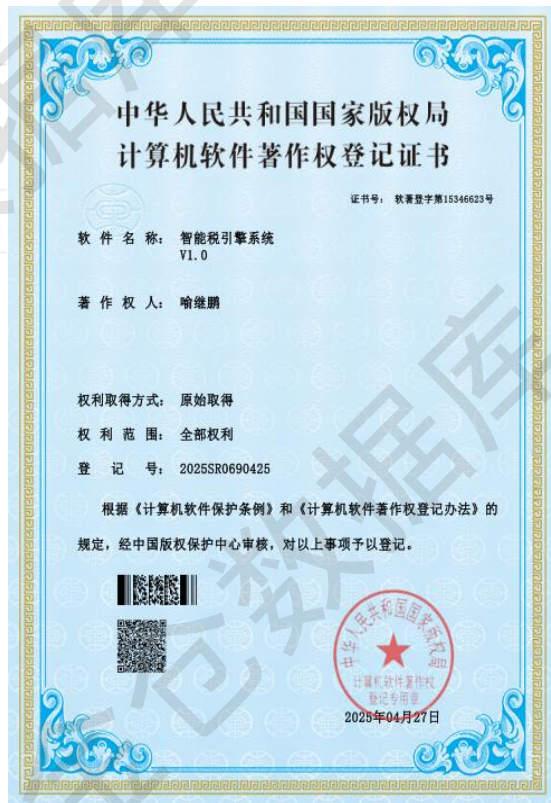 中华人民共和国国家版权局
计算机软件著作权登记证书
证书号： 软著登字第15346623号
软件名称： 智能税引擎系统
V1.0
著作权人： 喻继鹏
权利取得方式： 原始取得
权利范围： 全部权利
登记号： 2025SR0690425
根据《计算机软件保护条例》和《计算机软件著作权登记办法》的
规定，经中国版权保护中心审核，对以上事项予以登记。
中华人民共和国国家版权局
计算机软件著作权
登记专用章
2025年04月27日
数据库
仓数据库